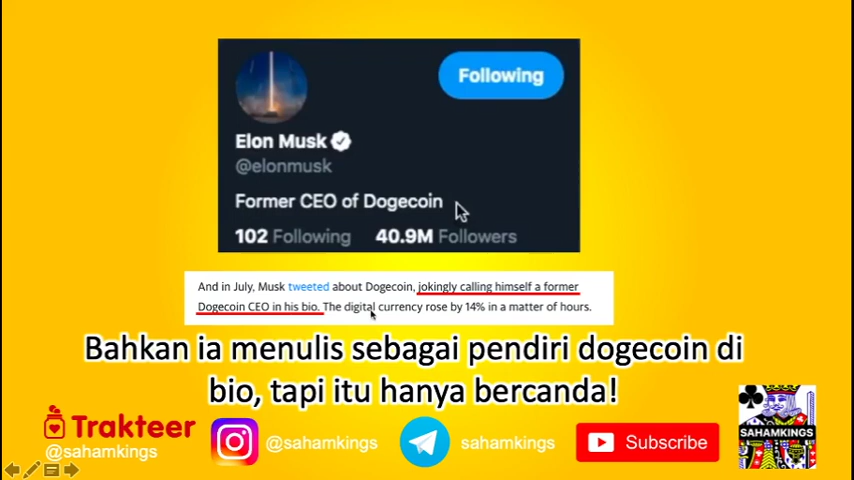 Following
Elon Musk
@elonmusk
Former CEO of Dogecoin
102 Following 40.9M Followers
And in July, Musk tweeted about Dogecoin, jokingly calling himself a former
Dogecoin CEO in his bio. The digital currency rose by 14% in a matter of hours.
Bahkan ia menulis sebagai pendiri dogecoin di
bio, tapi itu hanya bercanda!
Trakteer
@sahamkings
@sahamkings
sahamkings
Subscribe
SAHAMKINGS